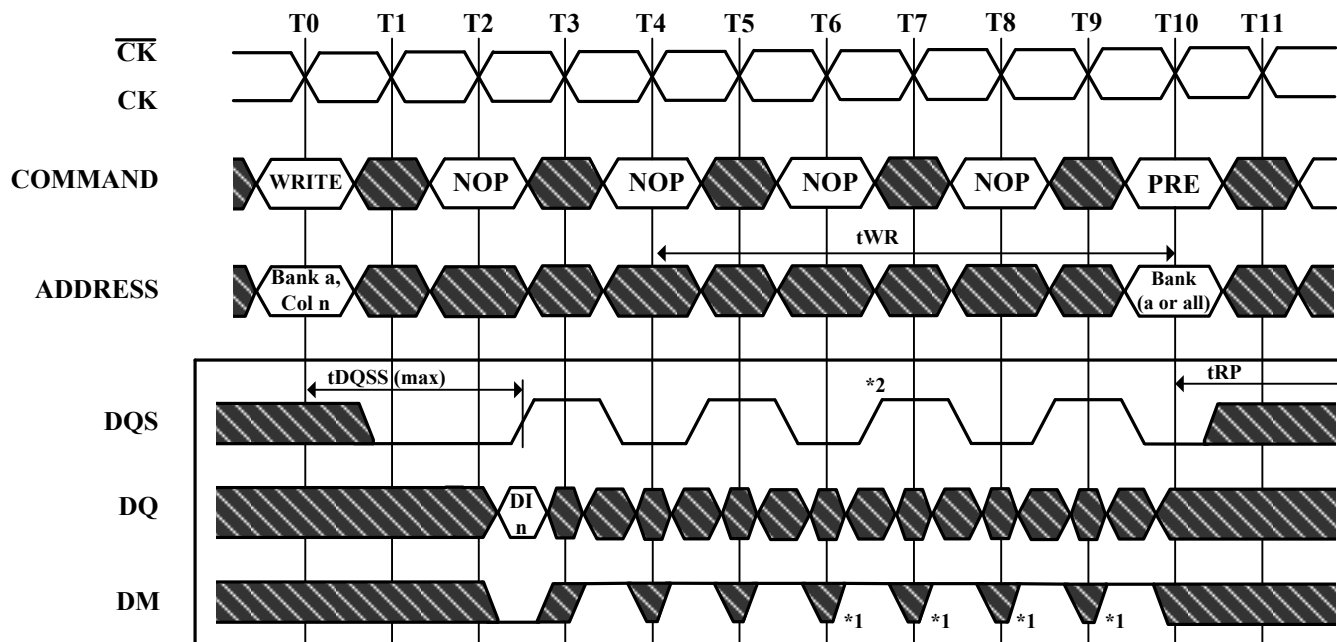 T0 T1 T2 T3 T4 T5 T6 T7 T8 T9 T10 T11
CK
CK
COMMAND WRITE NOP NOP NOP NOP PRE
tWR
ADDRESS Bank a, Col n Bank (a or all)
tDQSS (max) *2 tRP
DQS
DQ DI n
DM *1 *1 *1 *1